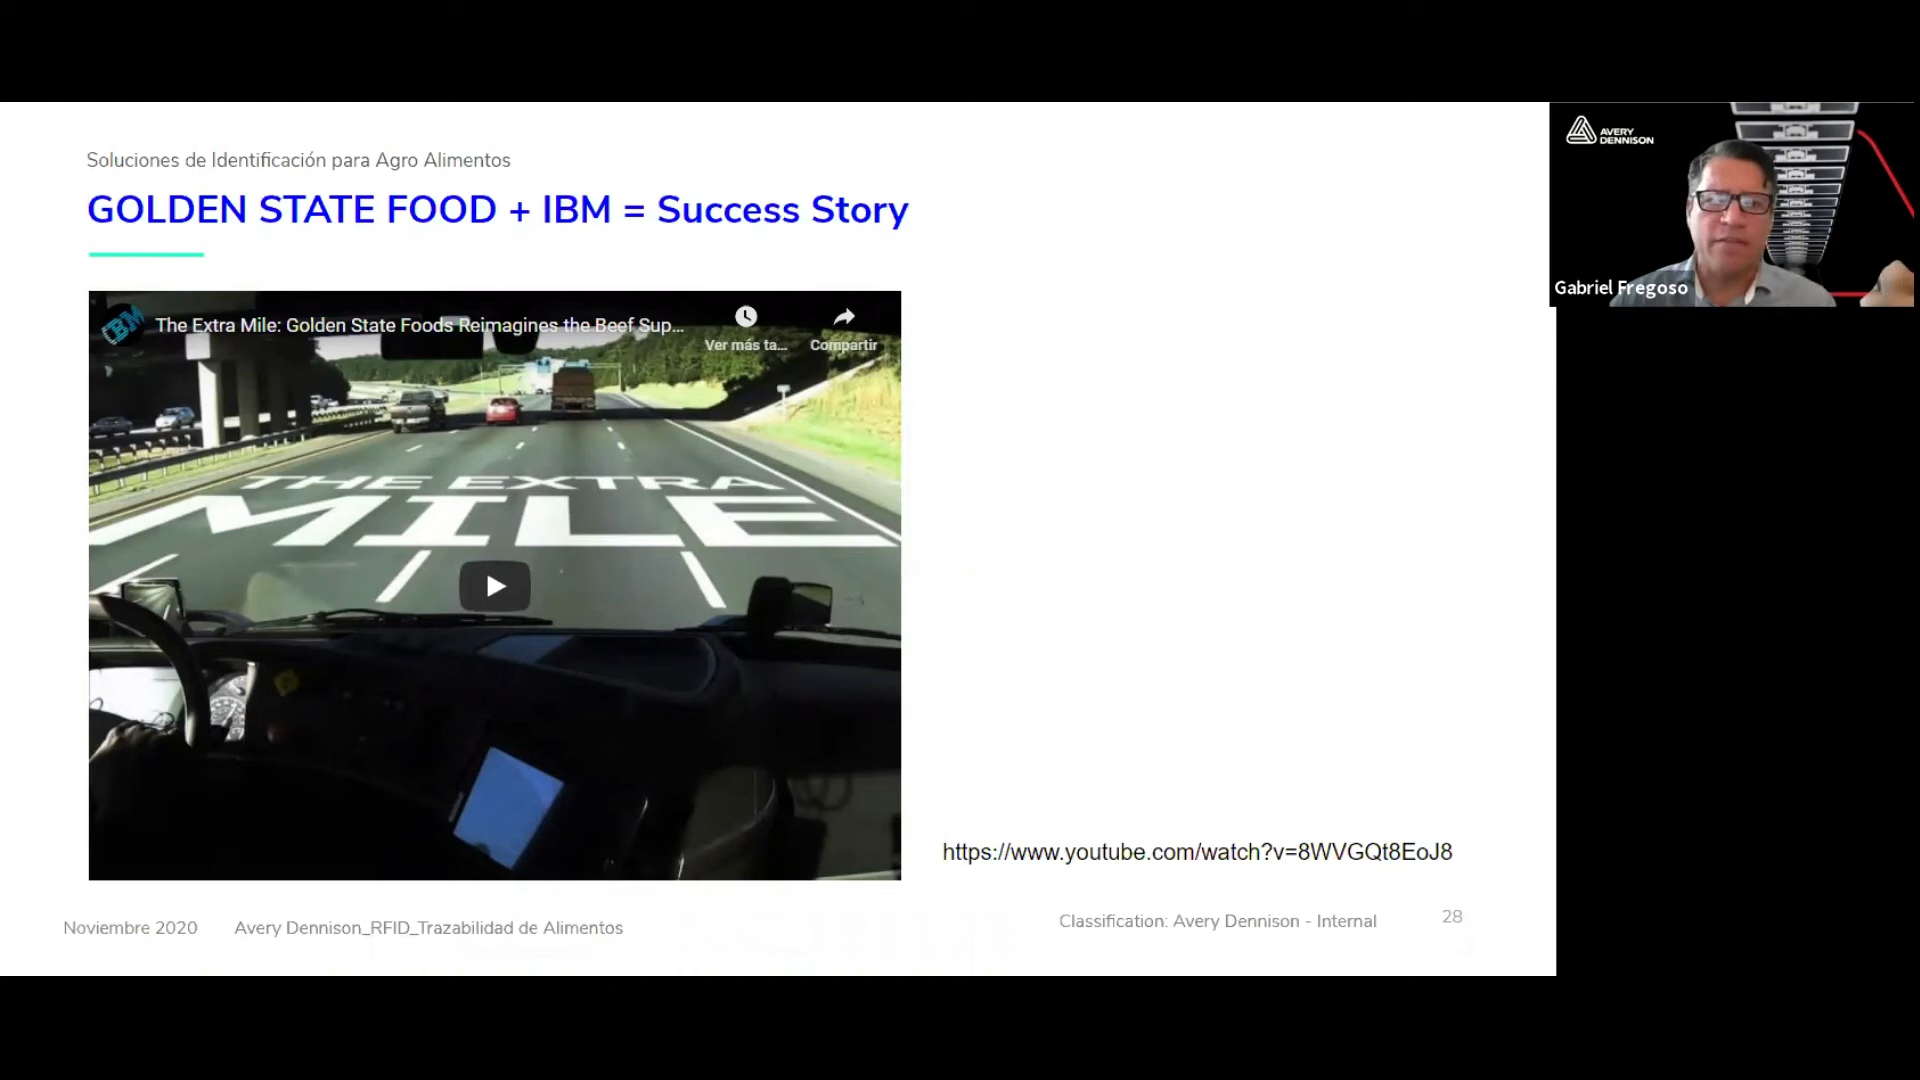 Soluciones de Identificación para Agro Alimentos
GOLDEN STATE FOOD + IBM = Success Story
IBM
The Extra Mile: Golden State Foods Reimagines the Beef Sup...
Ver más ta...
Compartir
THE EXTRA
MILE
https://www.youtube.com/watch?v=8WVGQt8EoJ8
Noviembre 2020
Avery Dennison_RFID_Trazabilidad de Alimentos
Classification: Avery Dennison - Internal
28
AVERY
DENNISON
Gabriel Fregoso